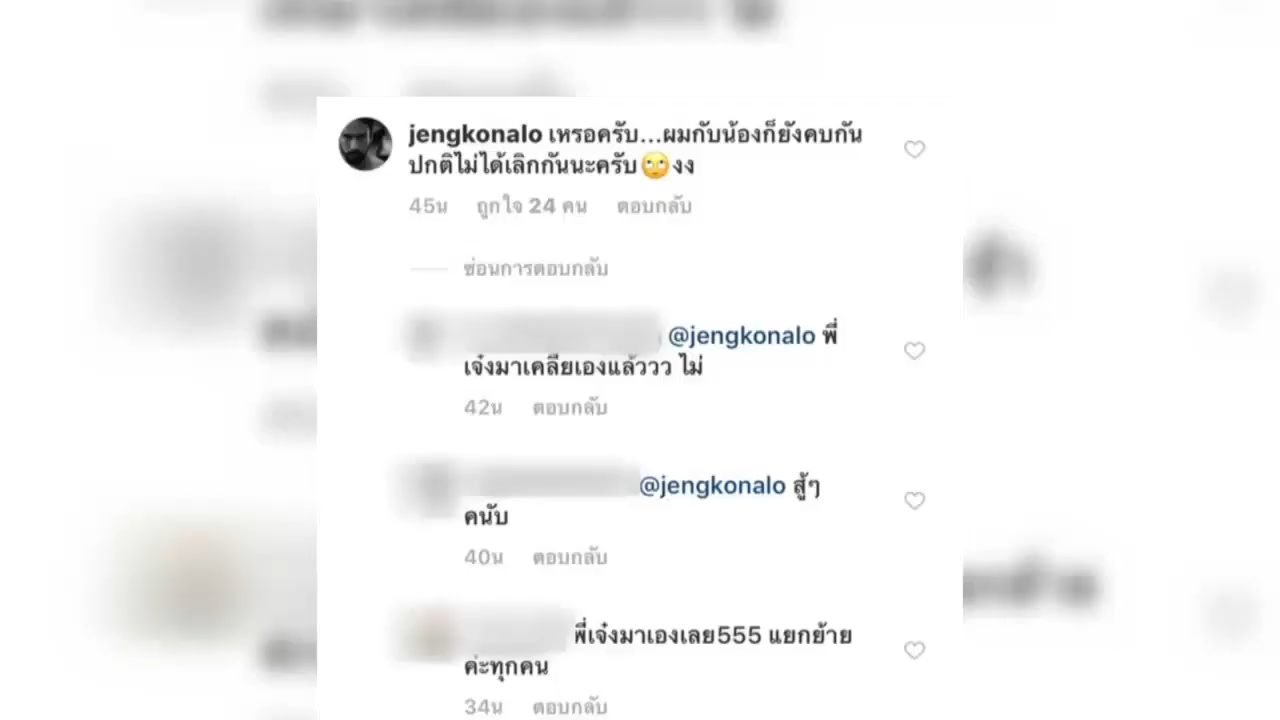 jengkonalo เหรอครับ...ผมกับน้องก็ยังคบกัน
ปกติไม่ได้เลิกกันนะครับ🙄งง
45น ถูกใจ 24 คน ตอบกลับ
ซ่อนการตอบกลับ
@jengkonalo พี่
เจ๋งมาเคลียเองแล้ววว ไม่
42น ตอบกลับ
@jengkonalo สู้ๆ
คนับ
40น ตอบกลับ
พี่เจ๋งมาเองเลย555 แยกย้าย
ค่ะทุกคน
34น ตอบกลับ